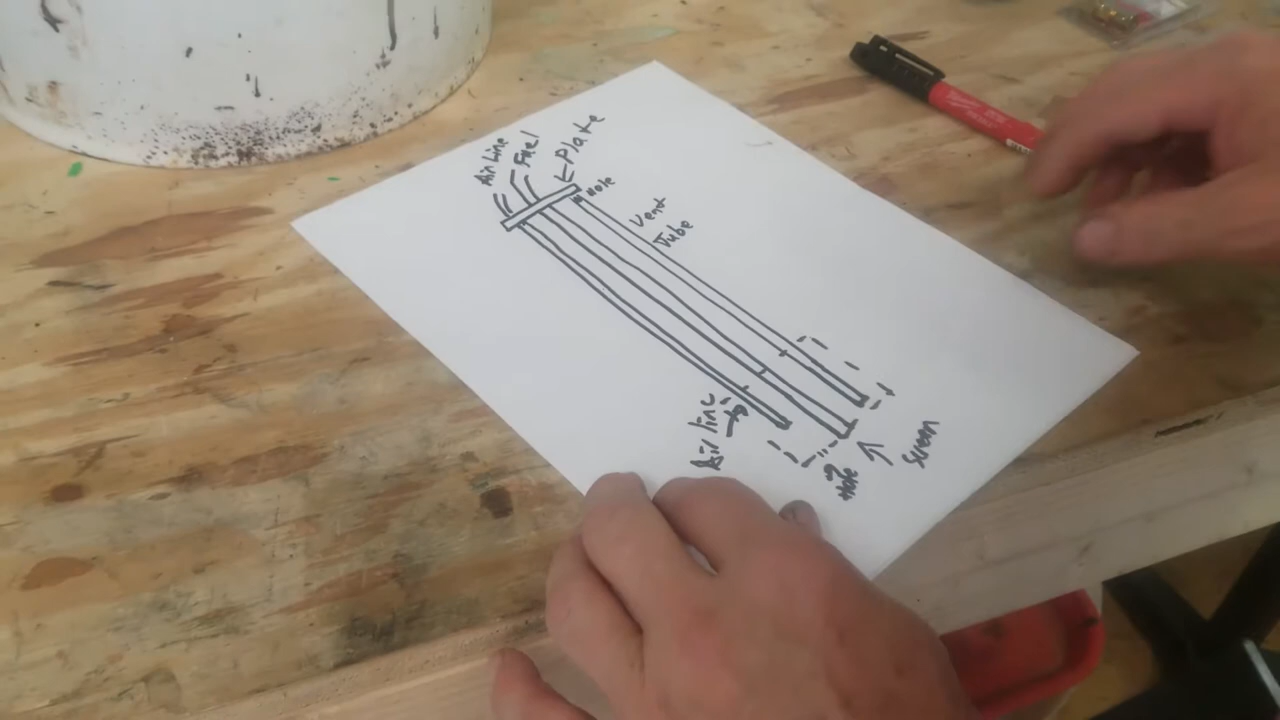 Air Line
Fuel
Plate
Hole
Vent
Tube
Air Line
Hole
Screen